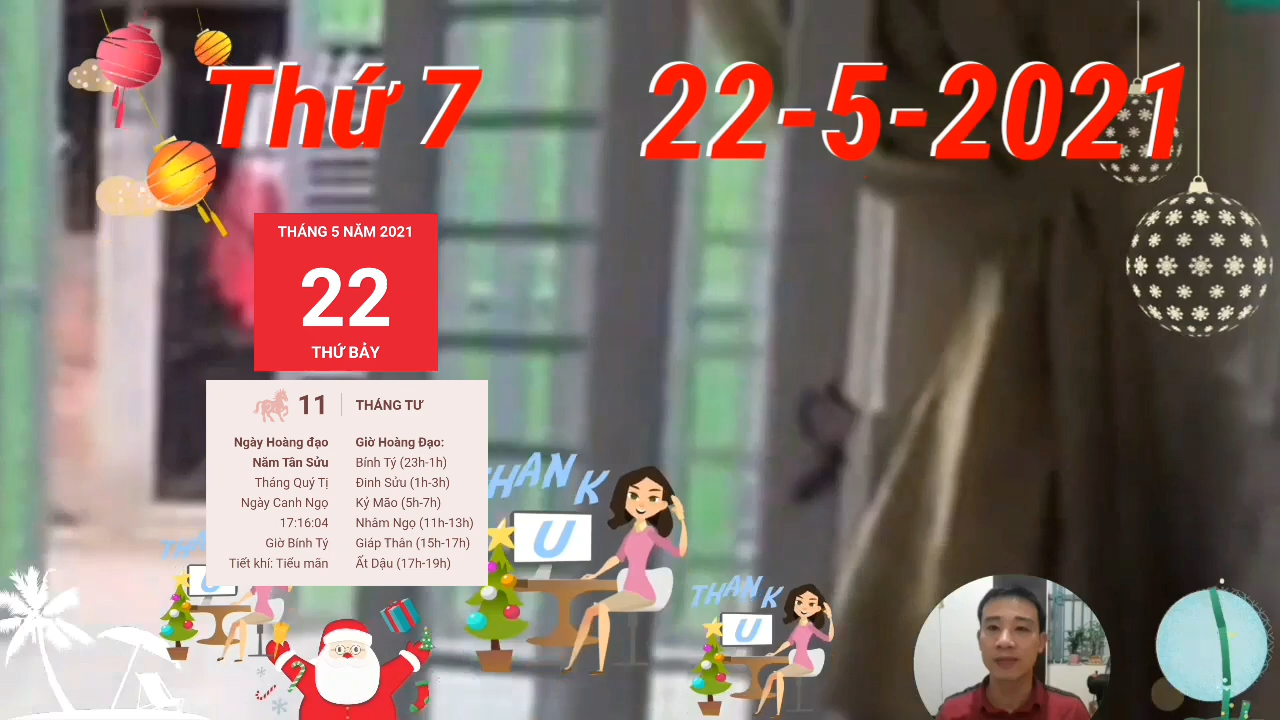 Thứ 7 22-5-2021
THÁNG 5 NĂM 2021
22
THỨ BẢY
11 THÁNG TƯ
Ngày Hoàng đạo
Năm Tân Sửu
Tháng Quý Tị
Ngày Canh Ngọ
17:16:04
Giờ Bính Tý
Tiết khí: Tiểu mãn
Giờ Hoàng Đạo:
Bính Tý (23h-1h)
Đinh Sửu (1h-3h)
Kỷ Mão (5h-7h)
Nhâm Ngọ (11h-13h)
Giáp Thân (15h-17h)
Ất Dậu (17h-19h)
HANK
U
THANK
U